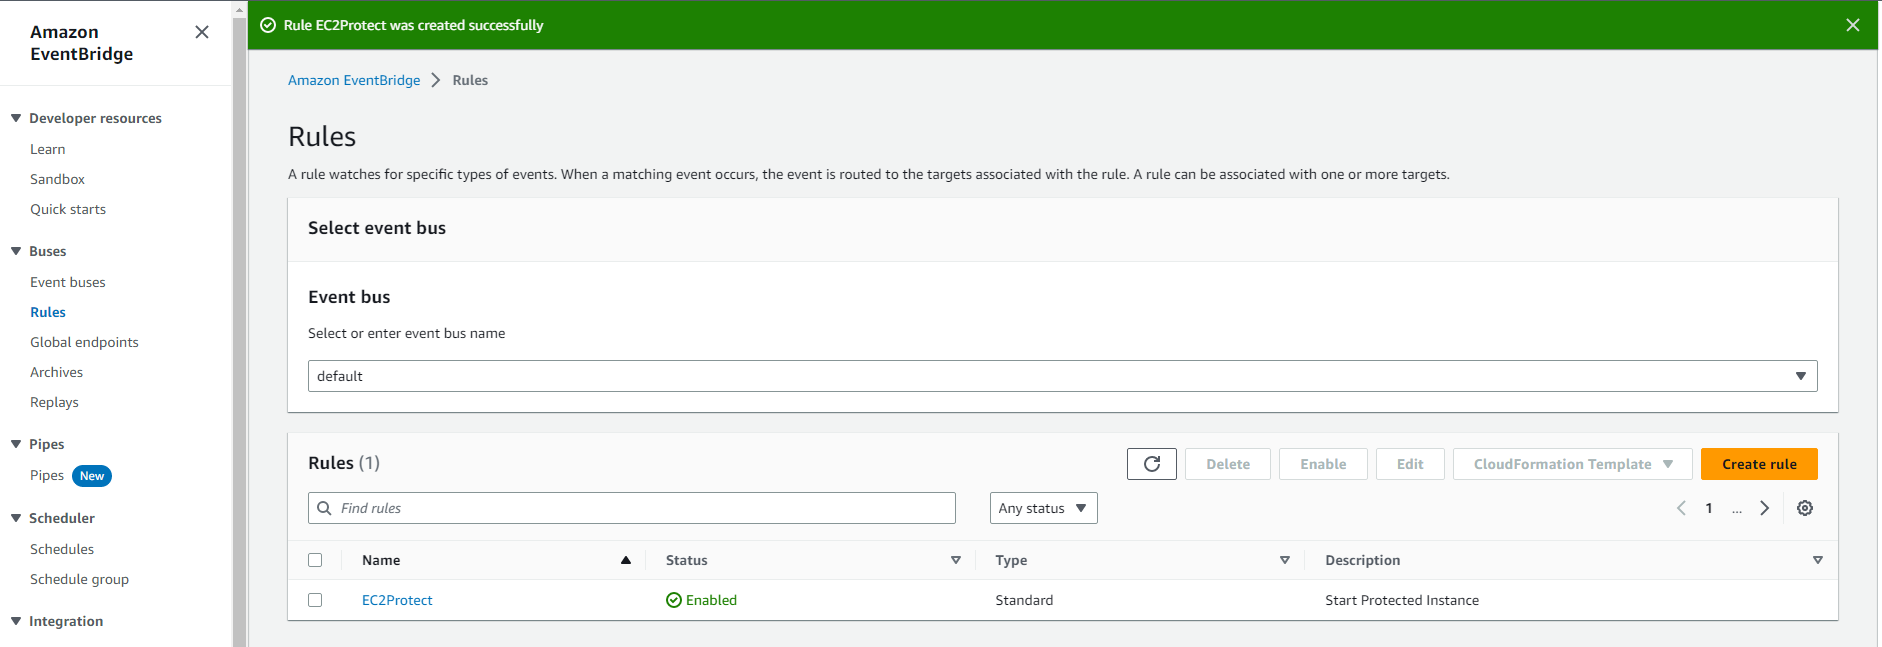 Amazon
EventBridge
Developer resources
Learn
Sandbox
Quick starts
Buses
Event buses
Rules
Global endpoints
Archives
Replays
Pipes
Pipes New
Scheduler
Schedules
Schedule group
Integration
Rule EC2Protect was created successfully
Amazon EventBridge > Rules
Rules
A rule watches for specific types of events. When a matching event occurs, the event is routed to the targets associated with the rule. A rule can be associated with one or more targets.
Select event bus
Event bus
Select or enter event bus name
default
Rules (1)
Delete
Enable
Edit
CloudFormation Template
Create rule
Find rules
Any status
1 ...
Name Status Type Description
EC2Protect Enabled Standard Start Protected Instance